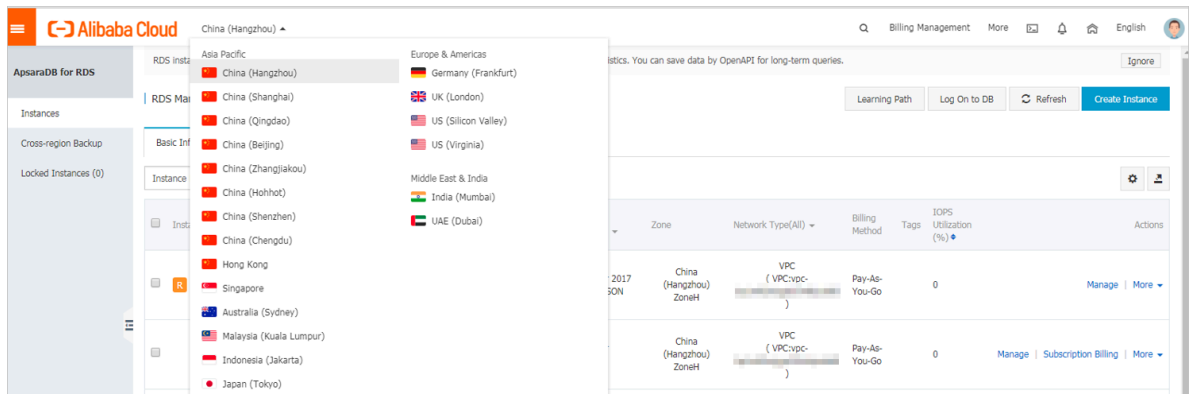 Alibaba Cloud
China (Hangzhou)
Billing Management
More
English
ApsaraDB for RDS
Instances
Cross-region Backup
Locked Instances (0)
RDS insta
istics. You can save data by OpenAPI for long-term queries.
Ignore
RDS Mar
Learning Path
Log On to DB
Refresh
Create Instance
Basic Inf
Instance
Asia Pacific
China (Hangzhou)
China (Shanghai)
China (Qingdao)
China (Beijing)
China (Zhangjiakou)
China (Hohhot)
China (Shenzhen)
China (Chengdu)
Hong Kong
Singapore
Australia (Sydney)
Malaysia (Kuala Lumpur)
Indonesia (Jakarta)
Japan (Tokyo)
Europe & Americas
Germany (Frankfurt)
UK (London)
US (Silicon Valley)
US (Virginia)
Middle East & India
India (Mumbai)
UAE (Dubai)
Insta
Zone
Network Type(All)
Billing
Method
Tags
IOPS
Utilization
(%)
Actions
R
2017
SON
China
(Hangzhou)
ZoneH
VPC
( VPC:vpc-
)
Pay-As-
You-Go
0
Manage | More
China
(Hangzhou)
ZoneH
VPC
( VPC:vpc-
)
Pay-As-
You-Go
0
Manage | Subscription Billing | More